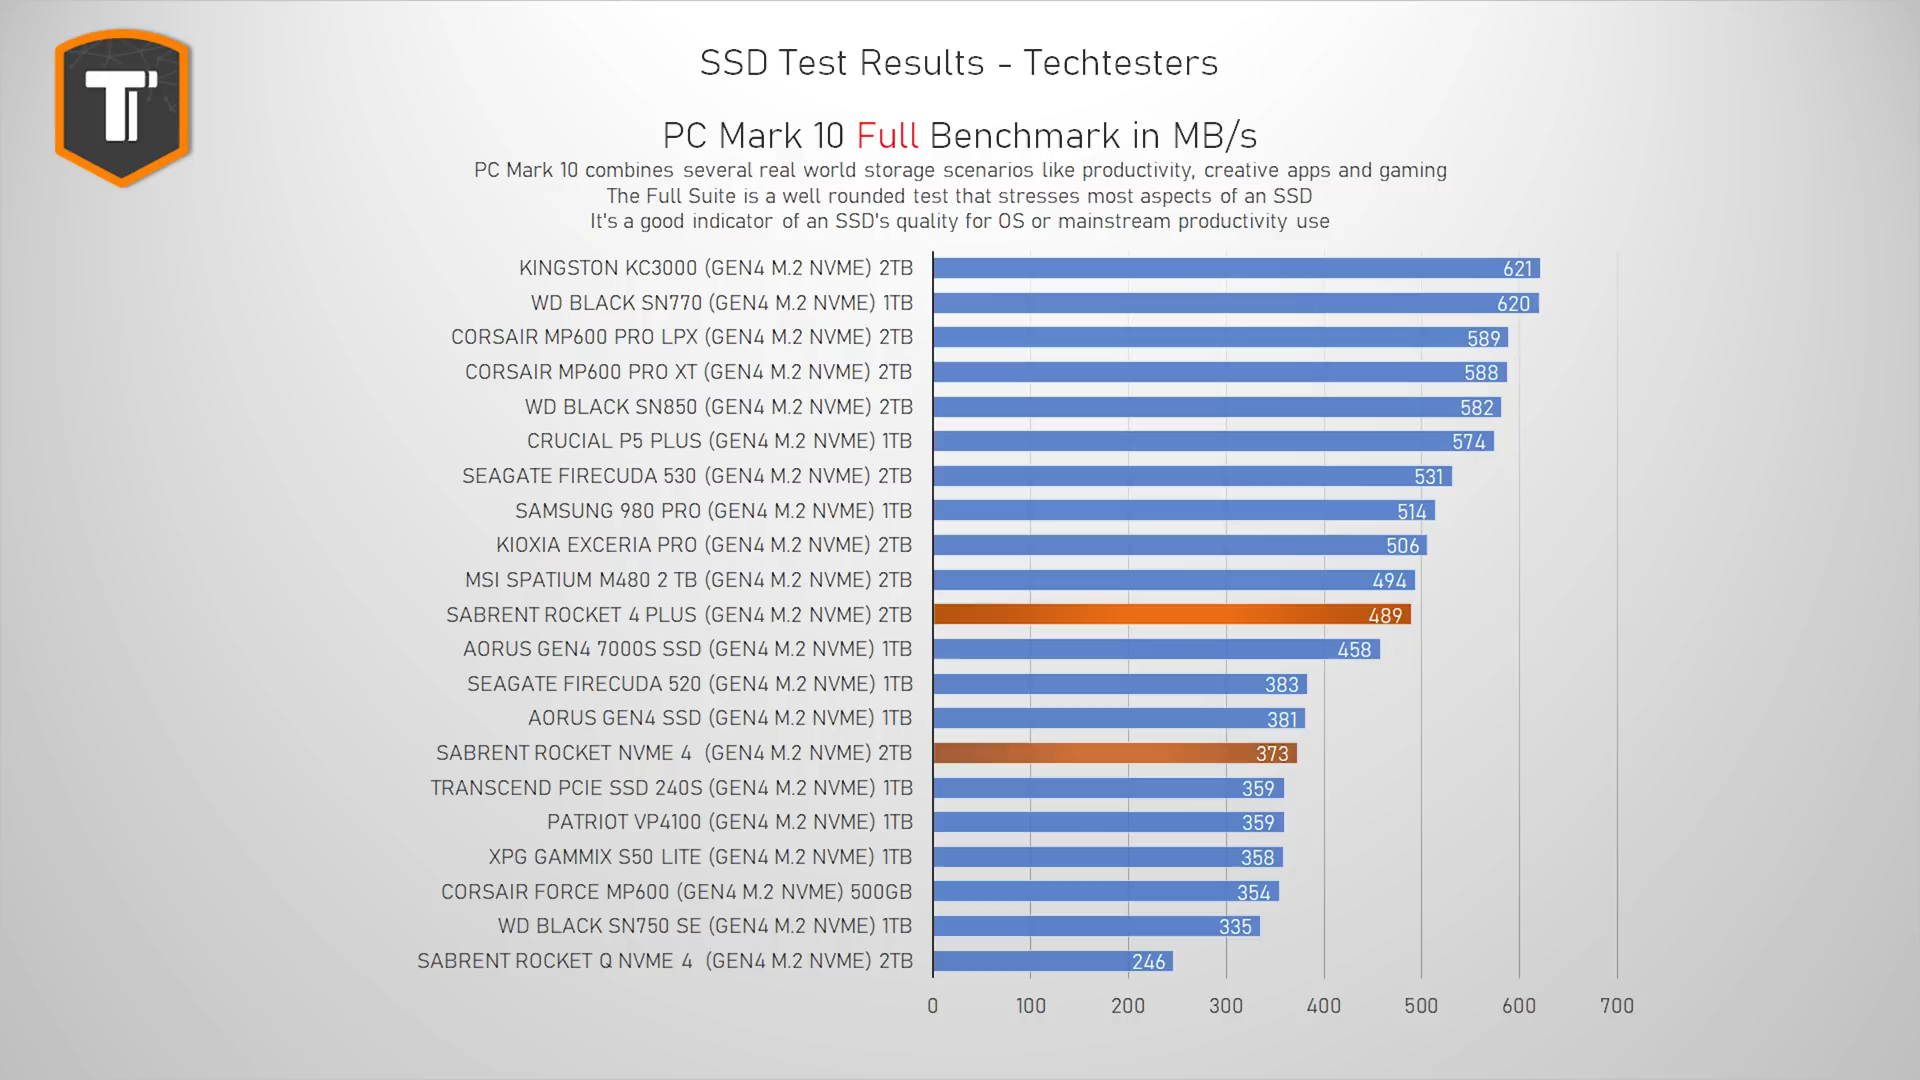 SSD Test Results - Techtesters
PC Mark 10 Full Benchmark in MB/s
PC Mark 10 combines several real world storage scenarios like productivity, creative apps and gaming
The Full Suite is a well rounded test that stresses most aspects of an SSD
It's a good indicator of an SSD's quality for OS or mainstream productivity use
KINGSTON KC3000 (GEN4 M.2 NVME) 2TB 621
WD BLACK SN770 (GEN4 M.2 NVME) 1TB 620
CORSAIR MP600 PRO LPX (GEN4 M.2 NVME) 2TB 589
CORSAIR MP600 PRO XT (GEN4 M.2 NVME) 2TB 588
WD BLACK SN850 (GEN4 M.2 NVME) 2TB 582
CRUCIAL P5 PLUS (GEN4 M.2 NVME) 1TB 574
SEAGATE FIRECUDA 530 (GEN4 M.2 NVME) 2TB 531
SAMSUNG 980 PRO (GEN4 M.2 NVME) 1TB 514
KIOXIA EXCERIA PRO (GEN4 M.2 NVME) 2TB 506
MSI SPATIUM M480 2 TB (GEN4 M.2 NVME) 2TB 494
SABRENT ROCKET 4 PLUS (GEN4 M.2 NVME) 2TB 489
AORUS GEN4 7000S SSD (GEN4 M.2 NVME) 1TB 458
SEAGATE FIRECUDA 520 (GEN4 M.2 NVME) 1TB 383
AORUS GEN4 SSD (GEN4 M.2 NVME) 1TB 381
SABRENT ROCKET NVME 4 (GEN4 M.2 NVME) 2TB 373
TRANSCEND PCIE SSD 240S (GEN4 M.2 NVME) 1TB 359
PATRIOT VP4100 (GEN4 M.2 NVME) 1TB 359
XPG GAMMIX S50 LITE (GEN4 M.2 NVME) 1TB 358
CORSAIR FORCE MP600 (GEN4 M.2 NVME) 500GB 354
WD BLACK SN750 SE (GEN4 M.2 NVME) 1TB 335
SABRENT ROCKET Q NVME 4 (GEN4 M.2 NVME) 2TB 246
0 100 200 300 400 500 600 700